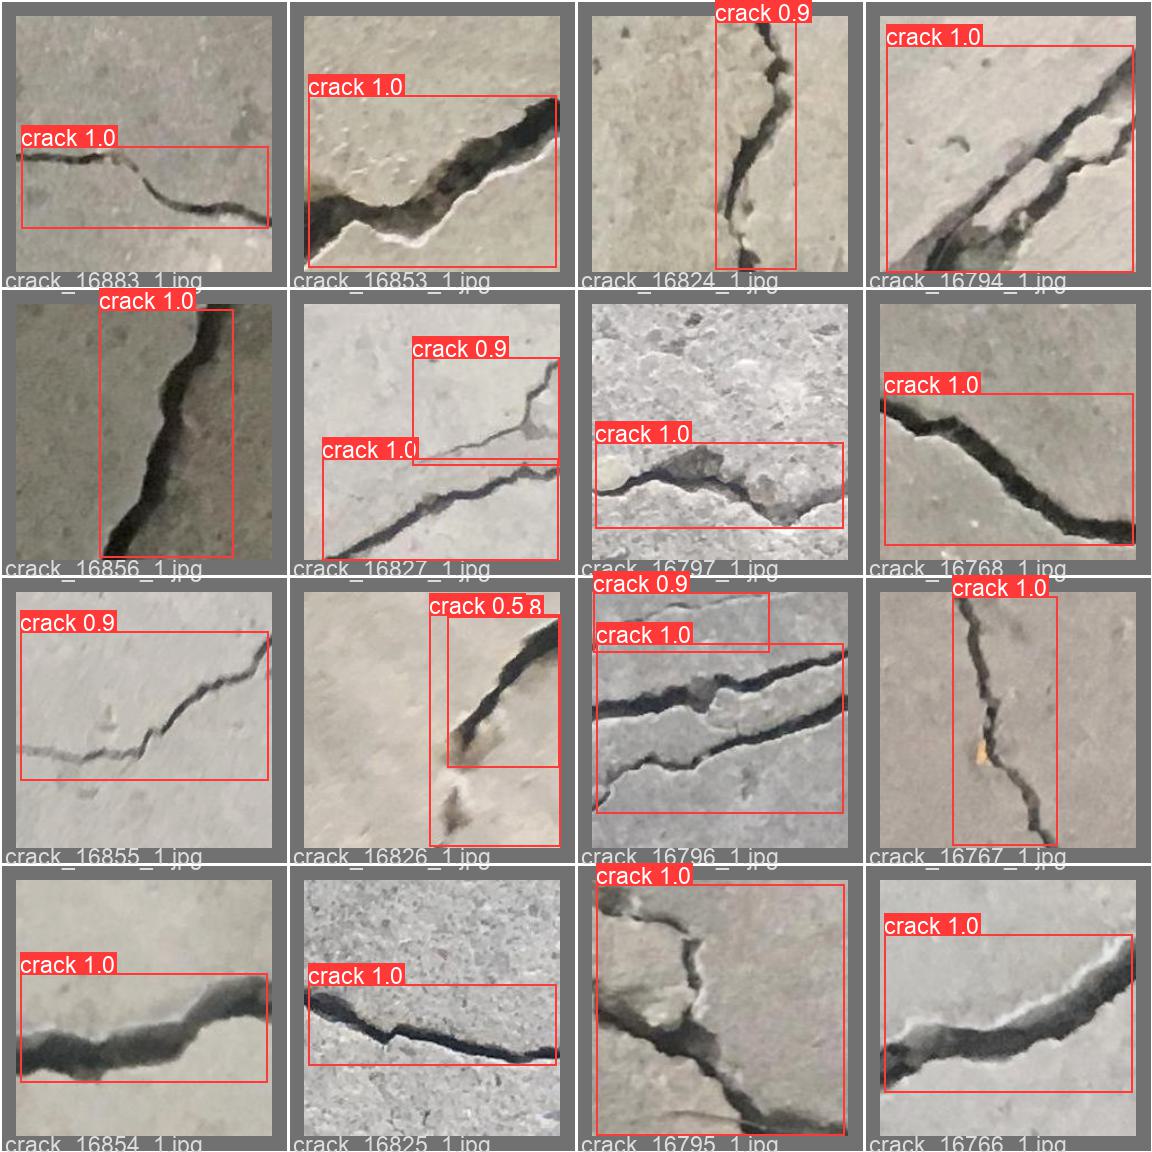 crack 1.0
crack_16883_1.jpg
crack 1.0
crack_16853_1.jpg
crack 0.9
crack_16824_1.jpg
crack 1.0
crack_16794_1.jpg
crack 1.0
crack_16856_1.jpg
crack 0.9
crack 1.0
crack_16827_1.jpg
crack 1.0
crack_16797_1.jpg
crack 1.0
crack_16768_1.jpg
crack 0.9
crack_16855_1.jpg
crack 0.5 8
crack_16826_1.jpg
crack 0.9
crack 1.0
crack_16796_1.jpg
crack 1.0
crack_16767_1.jpg
crack 1.0
crack_16854_1.jpg
crack 1.0
crack_16825_1.jpg
crack 1.0
crack_16795_1.jpg
crack 1.0
crack_16766_1.jpg